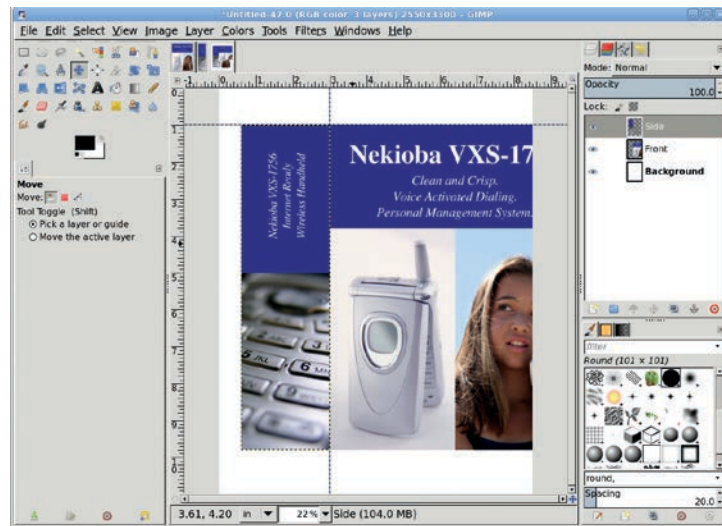 *Untitled-47.0 (RGB color, 3 layers) 2550x3300 – GIMP
File Edit Select View Image Layer Colors Tools Filters Windows Help
Mode: Normal
Opacity
100.0
Lock:
Side
Front
Background
Move
Move:
Tool Toggle (Shift)
Pick a layer or guide
Move the active layer
Nekioba VXS-1756
Internet Ready
Wireless Handheld
Nekioba VXS-17
Clean and Crisp.
Voice Activated Dialing.
Personal Management System.
filter
Round (101 × 101)
round,
Spacing
20.0
3.61, 4.20 in 22% Side (104.0 MB)